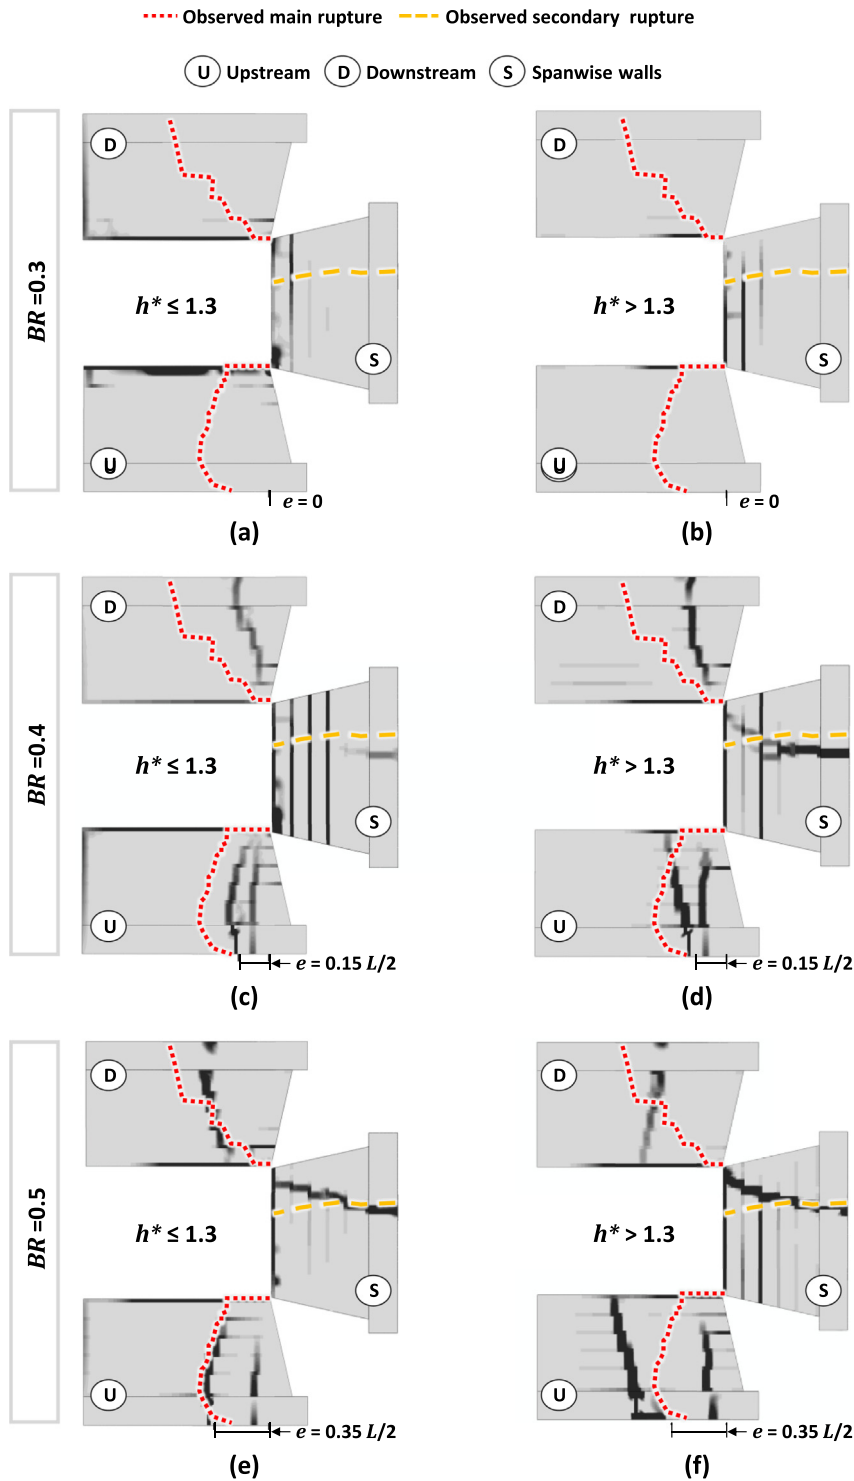 Observed main rupture Observed secondary rupture
U Upstream D Downstream S Spanwise walls
BR =0.3
D
h* ≤ 1.3
S
U
e = 0
(a)
D
h* > 1.3
S
U
e = 0
(b)
BR =0.4
D
h* ≤ 1.3
S
U
e = 0.15 L/2
(c)
D
h* > 1.3
S
U
e = 0.15 L/2
(d)
BR =0.5
D
h* ≤ 1.3
S
U
e = 0.35 L/2
(e)
D
h* > 1.3
S
U
e = 0.35 L/2
(f)